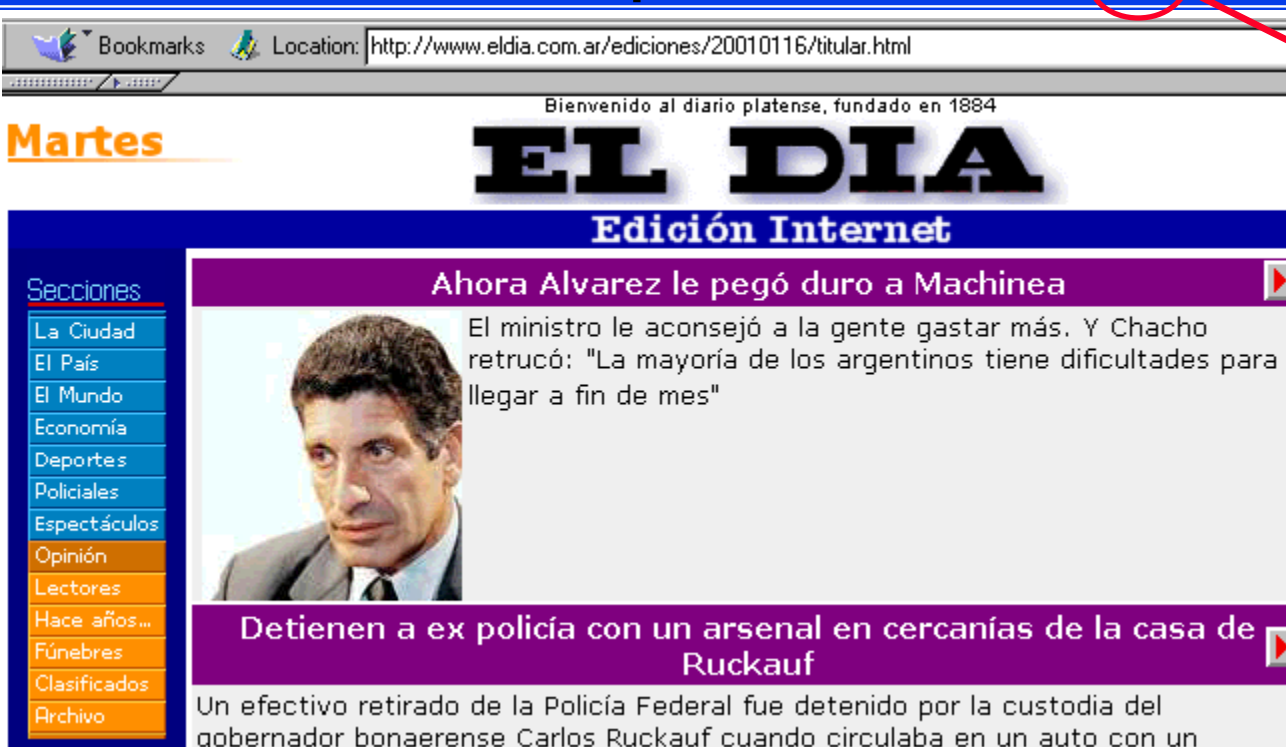 Bookmarks Location: http://www.eldia.com.ar/ediciones/20010116/titular.html
Bienvenido al diario platense, fundado en 1884
Martes
EL DIA
Edición Internet
Secciones
La Ciudad
El País
El Mundo
Economía
Deportes
Policiales
Espectáculos
Opinión
Lectores
Hace años...
Fúnebres
Clasificados
Archivo
Ahora Alvarez le pegó duro a Machinea
El ministro le aconsejó a la gente gastar más. Y Chacho
retrucó: "La mayoría de los argentinos tiene dificultades para
llegar a fin de mes"
Detienen a ex policía con un arsenal en cercanías de la casa de
Ruckauf
Un efectivo retirado de la Policía Federal fue detenido por la custodia del
gobernador bonaerense Carlos Ruckauf cuando circulaba en un auto con un